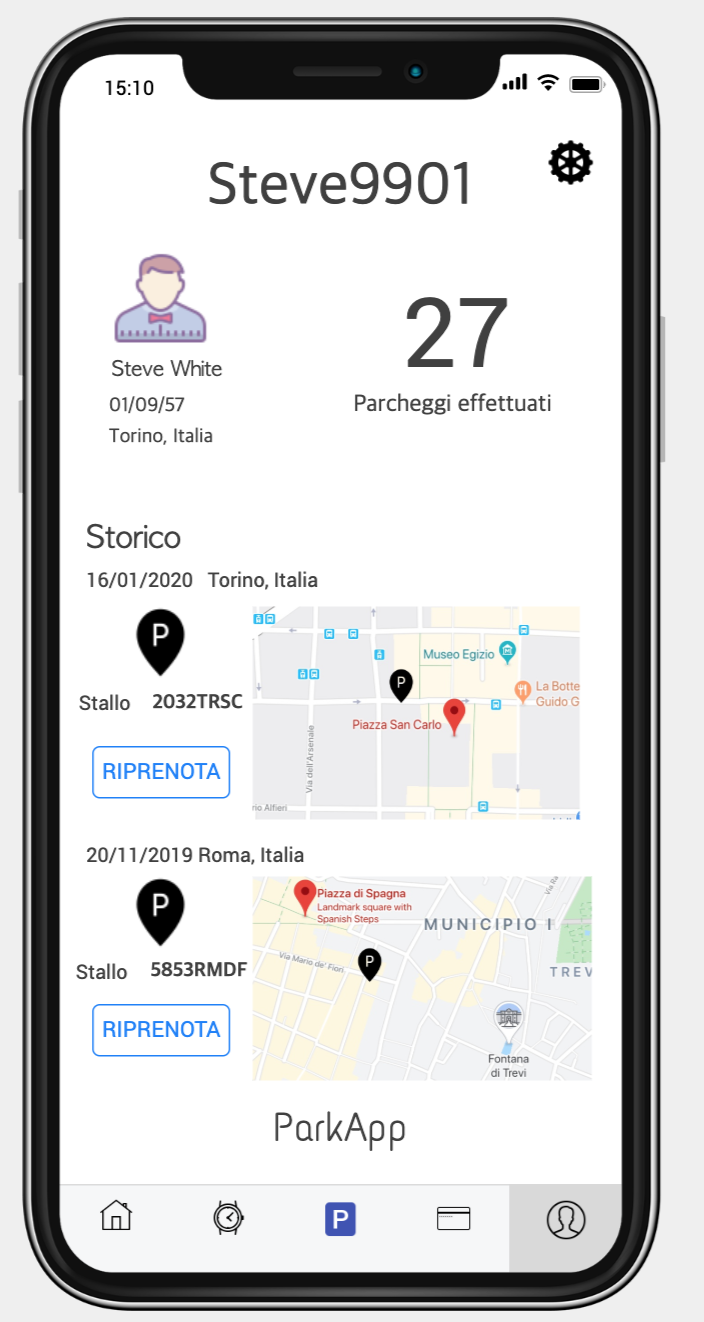 15:10
Steve9901
Steve White
01/09/57
Torino, Italia
27
Parcheggi effettuati
Storico
16/01/2020 Torino, Italia
P
Stallo 2032TRSC
RIPRENOTA
Museo Egizio
P
La Botte
Guido G
Piazza San Carlo
Via dell'Arsenale
rio Alfieri
20/11/2019 Roma, Italia
P
Stallo 5853RMDF
RIPRENOTA
Piazza di Spagna
Landmark square with
Spanish Steps
MUNICIPIO I
Via Ra
Via Mario de' Fiori
P
TREV
Fontana
di Trevi
ParkApp
P